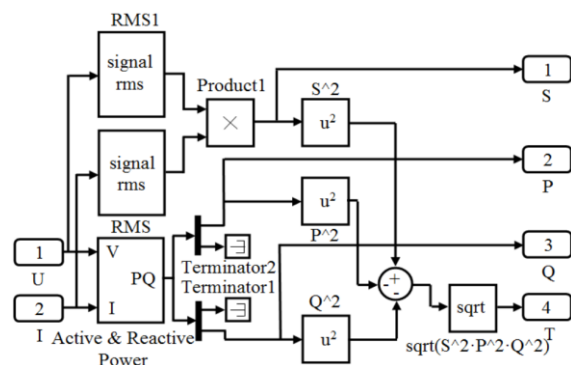 RMS1
signal
rms
Product1
×
S^2
u²
1
S
signal
rms
RMS
2
P
u²
P^2
1
U
V
PQ
I
2
I
Terminator2
Terminator1
3
Q
+
-
-
sqrt
4
T
Q^2
u²
sqrt(S^2·P^2·Q^2)
Active & Reactive
Power